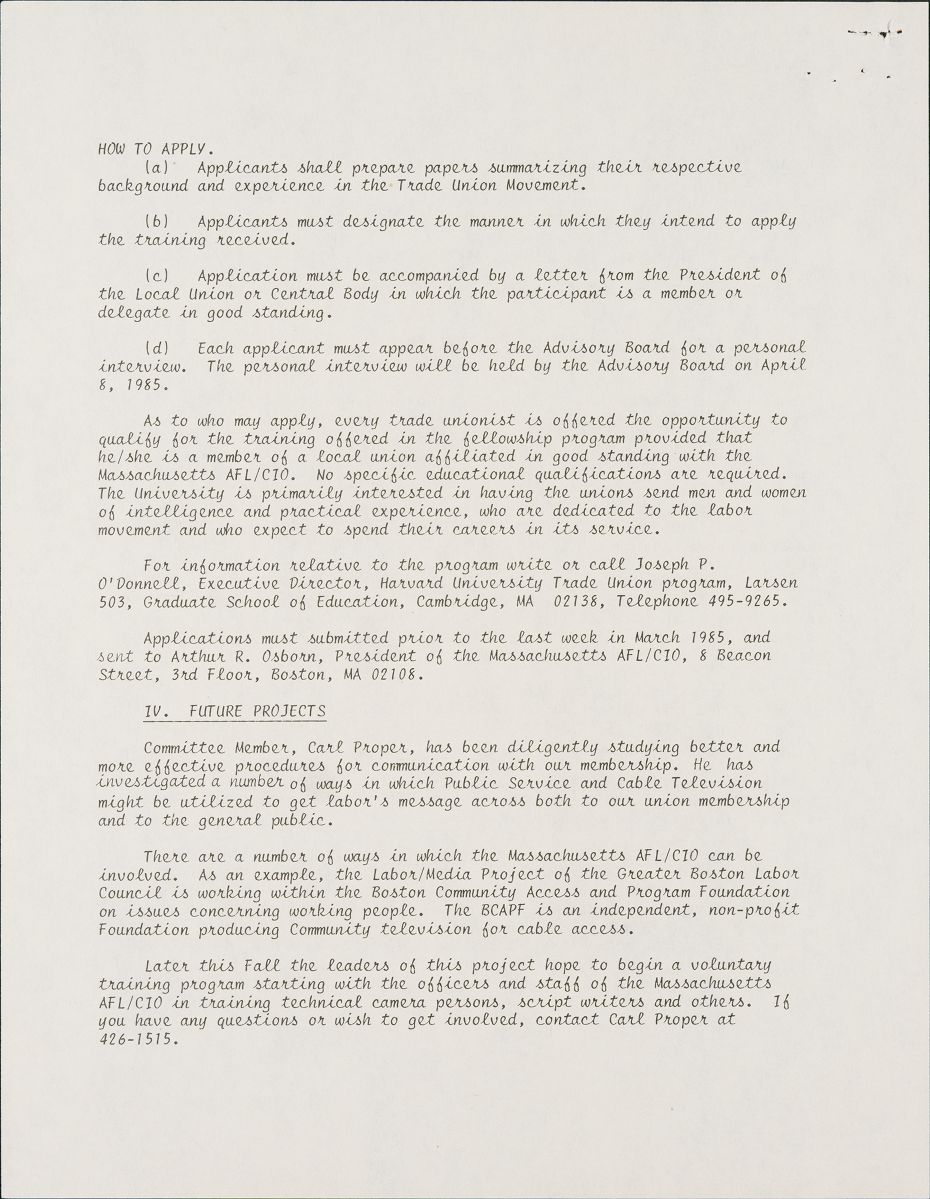 HOW TO APPLY.
(a) Applicants shall prepare papers summarizing their respective
background and experience in the Trade Union Movement.
(b) Applicants must designate the manner in which they intend to apply
the training received.
(c) Application must be accompanied by a letter from the President of
the Local Union or Central Body in which the participant is a member or
delegate in good standing.
(d) Each applicant must appear before the Advisory Board for a personal
interview. The personal interview will be held by the Advisory Board on April
8, 1985.
As to who may apply, every trade unionist is offered the opportunity to
qualify for the training offered in the fellowship program provided that
he/she is a member of a local union affiliated in good standing with the
Massachusetts AFL/CIO. No specific educational qualifications are required.
The University is primarily interested in having the unions send men and women
of intelligence and practical experience, who are dedicated to the labor
movement and who expect to spend their careers in its service.
For information relative to the program write or call Joseph P.
O'Donnell, Executive Director, Harvard University Trade Union program, Larsen
503, Graduate School of Education, Cambridge, MA 02138, Telephone 495-9265.
Applications must submitted prior to the last week in March 1985, and
sent to Arthur R. Osborn, President of the Massachusetts AFL/CIO, 8 Beacon
Street, 3rd Floor, Boston, MA 02108.
IV. FUTURE PROJECTS
Committee Member, Carl Proper, has been diligently studying better and
more effective procedures for communication with our membership. He has
investigated a number of ways in which Public Service and Cable Television
might be utilized to get labor's message across both to our union membership
and to the general public.
There are a number of ways in which the Massachusetts AFL/CIO can be
involved. As an example, the Labor/Media Project of the Greater Boston Labor
Council is working within the Boston Community Access and Program Foundation
on issues concerning working people. The BCAPF is an independent, non-profit
Foundation producing Community television for cable access.
Later this Fall the leaders of this project hope to begin a voluntary
training program starting with the officers and staff of the Massachusetts
AFL/CIO in training technical camera persons, script writers and others. If
you have any questions or wish to get involved, contact Carl Proper at
426-1515.